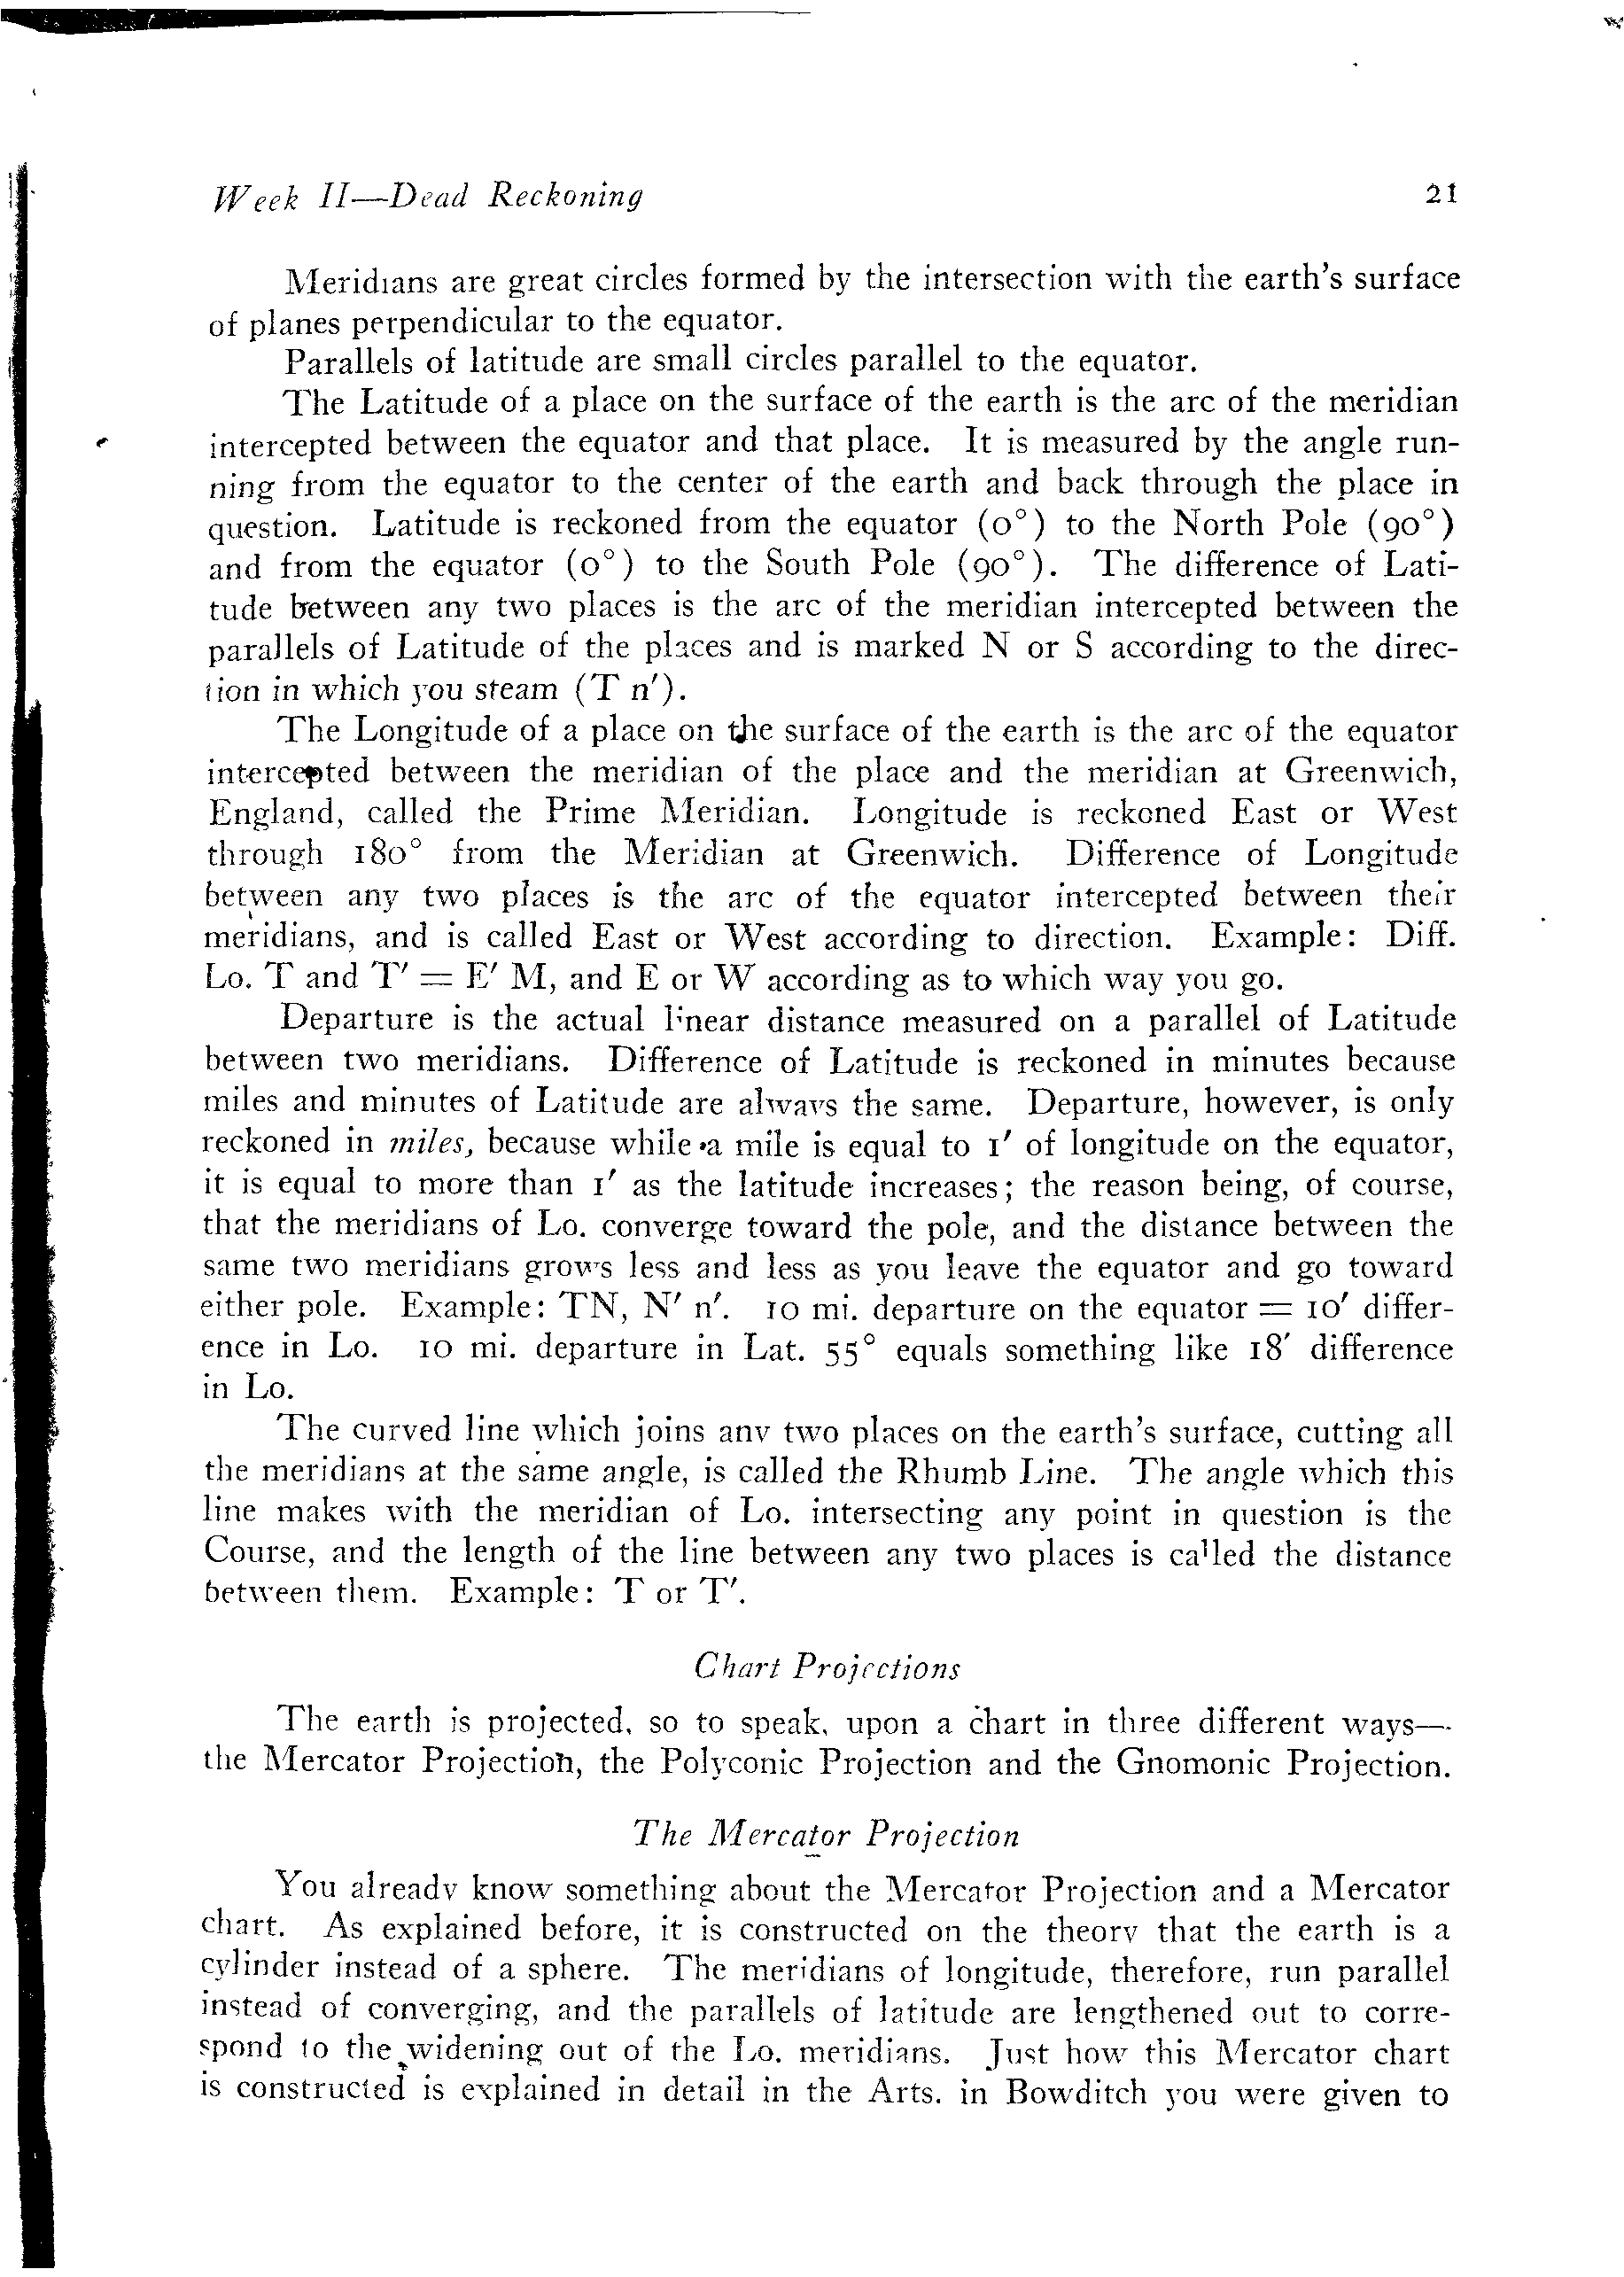 Week II—Dead Reckoning 21
Meridians are great circles formed by the intersection with the earth's surface
of planes perpendicular to the equator.
Parallels of latitude are small circles parallel to the equator.
The Latitude of a place on the surface of the earth is the arc of the meridian
intercepted between the equator and that place. It is measured by the angle run-
ning from the equator to the center of the earth and back through the place in
question. Latitude is reckoned from the equator (0°) to the North Pole (90°)
and from the equator (0°) to the South Pole (90°). The difference of Lati-
tude between any two places is the arc of the meridian intercepted between the
parallels of Latitude of the places and is marked N or S according to the direc-
tion in which you steam (T n').
The Longitude of a place on the surface of the earth is the arc of the equator
intercepted between the meridian of the place and the meridian at Greenwich,
England, called the Prime Meridian. Longitude is reckoned East or West
through 180° from the Meridian at Greenwich. Difference of Longitude
between any two places is the arc of the equator intercepted between their
meridians, and is called East or West according to direction. Example: Diff.
Lo. T and T' = E' M, and E or W according as to which way you go.
Departure is the actual linear distance measured on a parallel of Latitude
between two meridians. Difference of Latitude is reckoned in minutes because
miles and minutes of Latitude are always the same. Departure, however, is only
reckoned in miles, because while a mile is equal to 1' of longitude on the equator,
it is equal to more than 1' as the latitude increases; the reason being, of course,
that the meridians of Lo. converge toward the pole, and the distance between the
same two meridians grows less and less as you leave the equator and go toward
either pole. Example: TN, N' n'. 10 mi. departure on the equator = 10' differ-
ence in Lo. 10 mi. departure in Lat. 55° equals something like 18' difference
in Lo.
The curved line which joins any two places on the earth's surface, cutting all
the meridians at the same angle, is called the Rhumb Line. The angle which this
line makes with the meridian of Lo. intersecting any point in question is the
Course, and the length of the line between any two places is called the distance
between them. Example: T or T'.
Chart Projections
The earth is projected, so to speak, upon a chart in three different ways—
the Mercator Projection, the Polyconic Projection and the Gnomonic Projection.
The Mercator Projection
You already know something about the Mercator Projection and a Mercator
chart. As explained before, it is constructed on the theory that the earth is a
cylinder instead of a sphere. The meridians of longitude, therefore, run parallel
instead of converging, and the parallels of latitude are lengthened out to corre-
spond to the widening out of the Lo. meridians. Just how this Mercator chart
is constructed is explained in detail in the Arts. in Bowditch you were given to